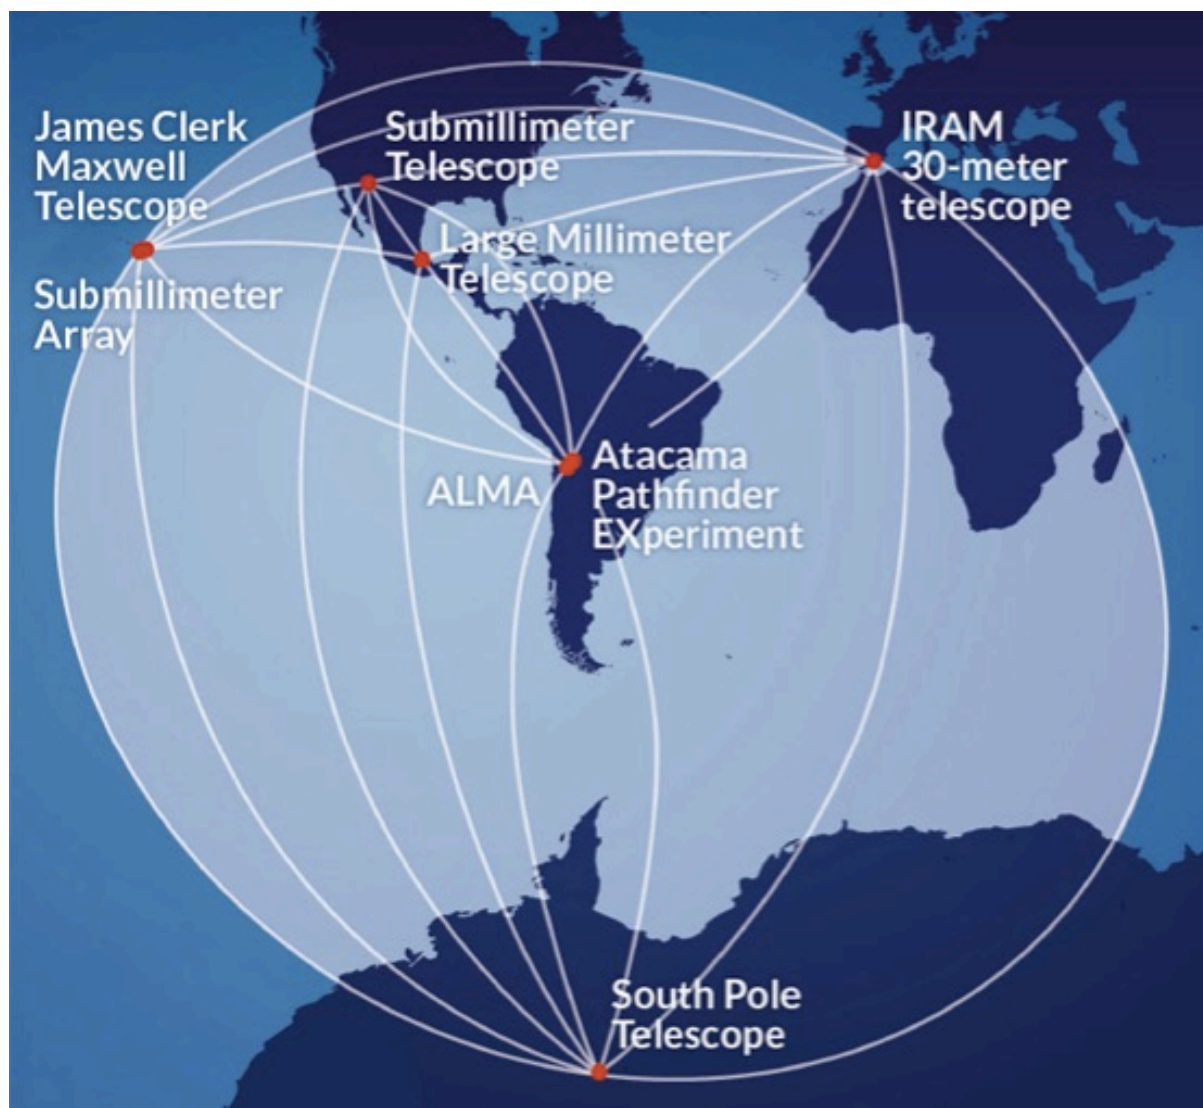 James Clerk
Maxwell
Telescope
Submillimeter
Telescope
IRAM
30-meter
telescope
Large Millimeter
Telescope
Submillimeter
Array
ALMA
Atacama
Pathfinder
EXperiment
South Pole
Telescope